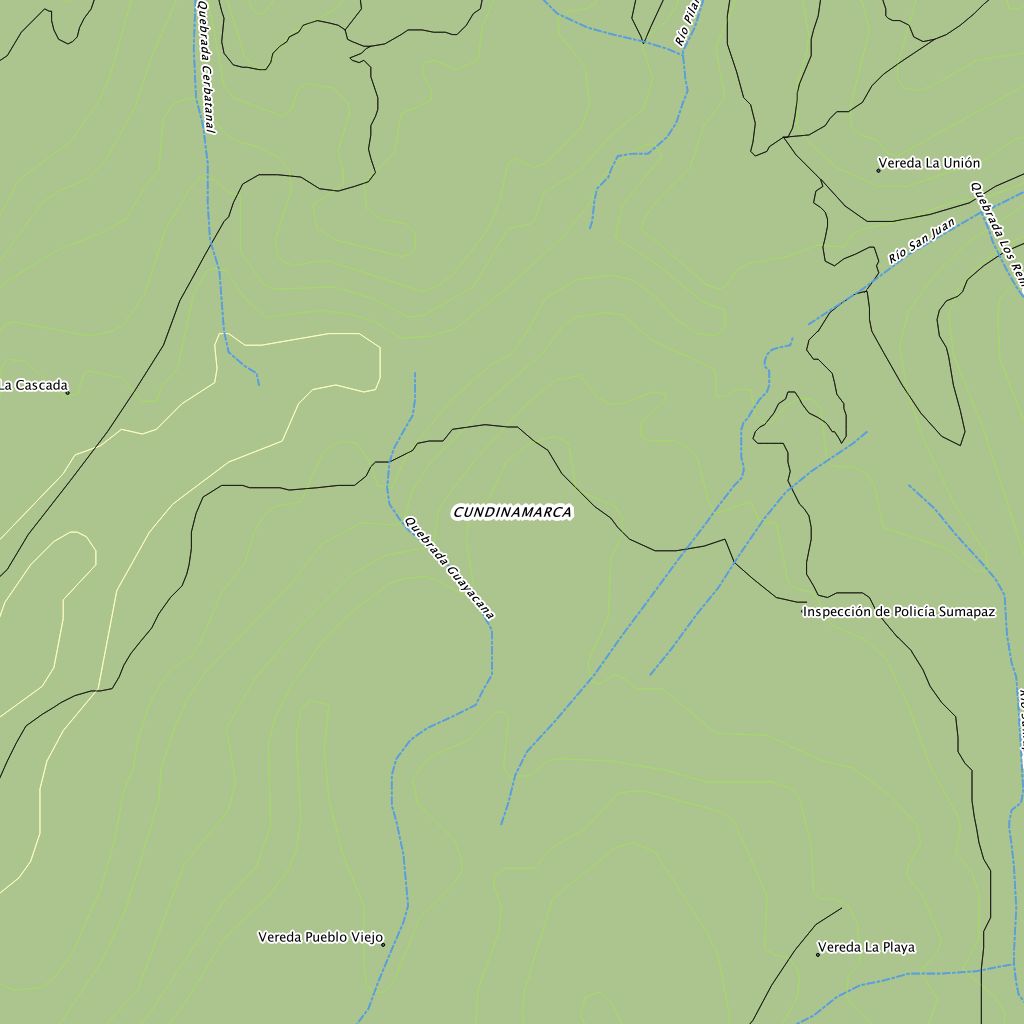 Quebrada Cerbatanal
Río Pilar
Vereda La Unión
Quebrada Los Rem
Río San Juan
La Cascada
CUNDINAMARCA
Quebrada Guayacana
Inspección de Policía Sumapaz
Vereda Pueblo Viejo
Vereda La Playa